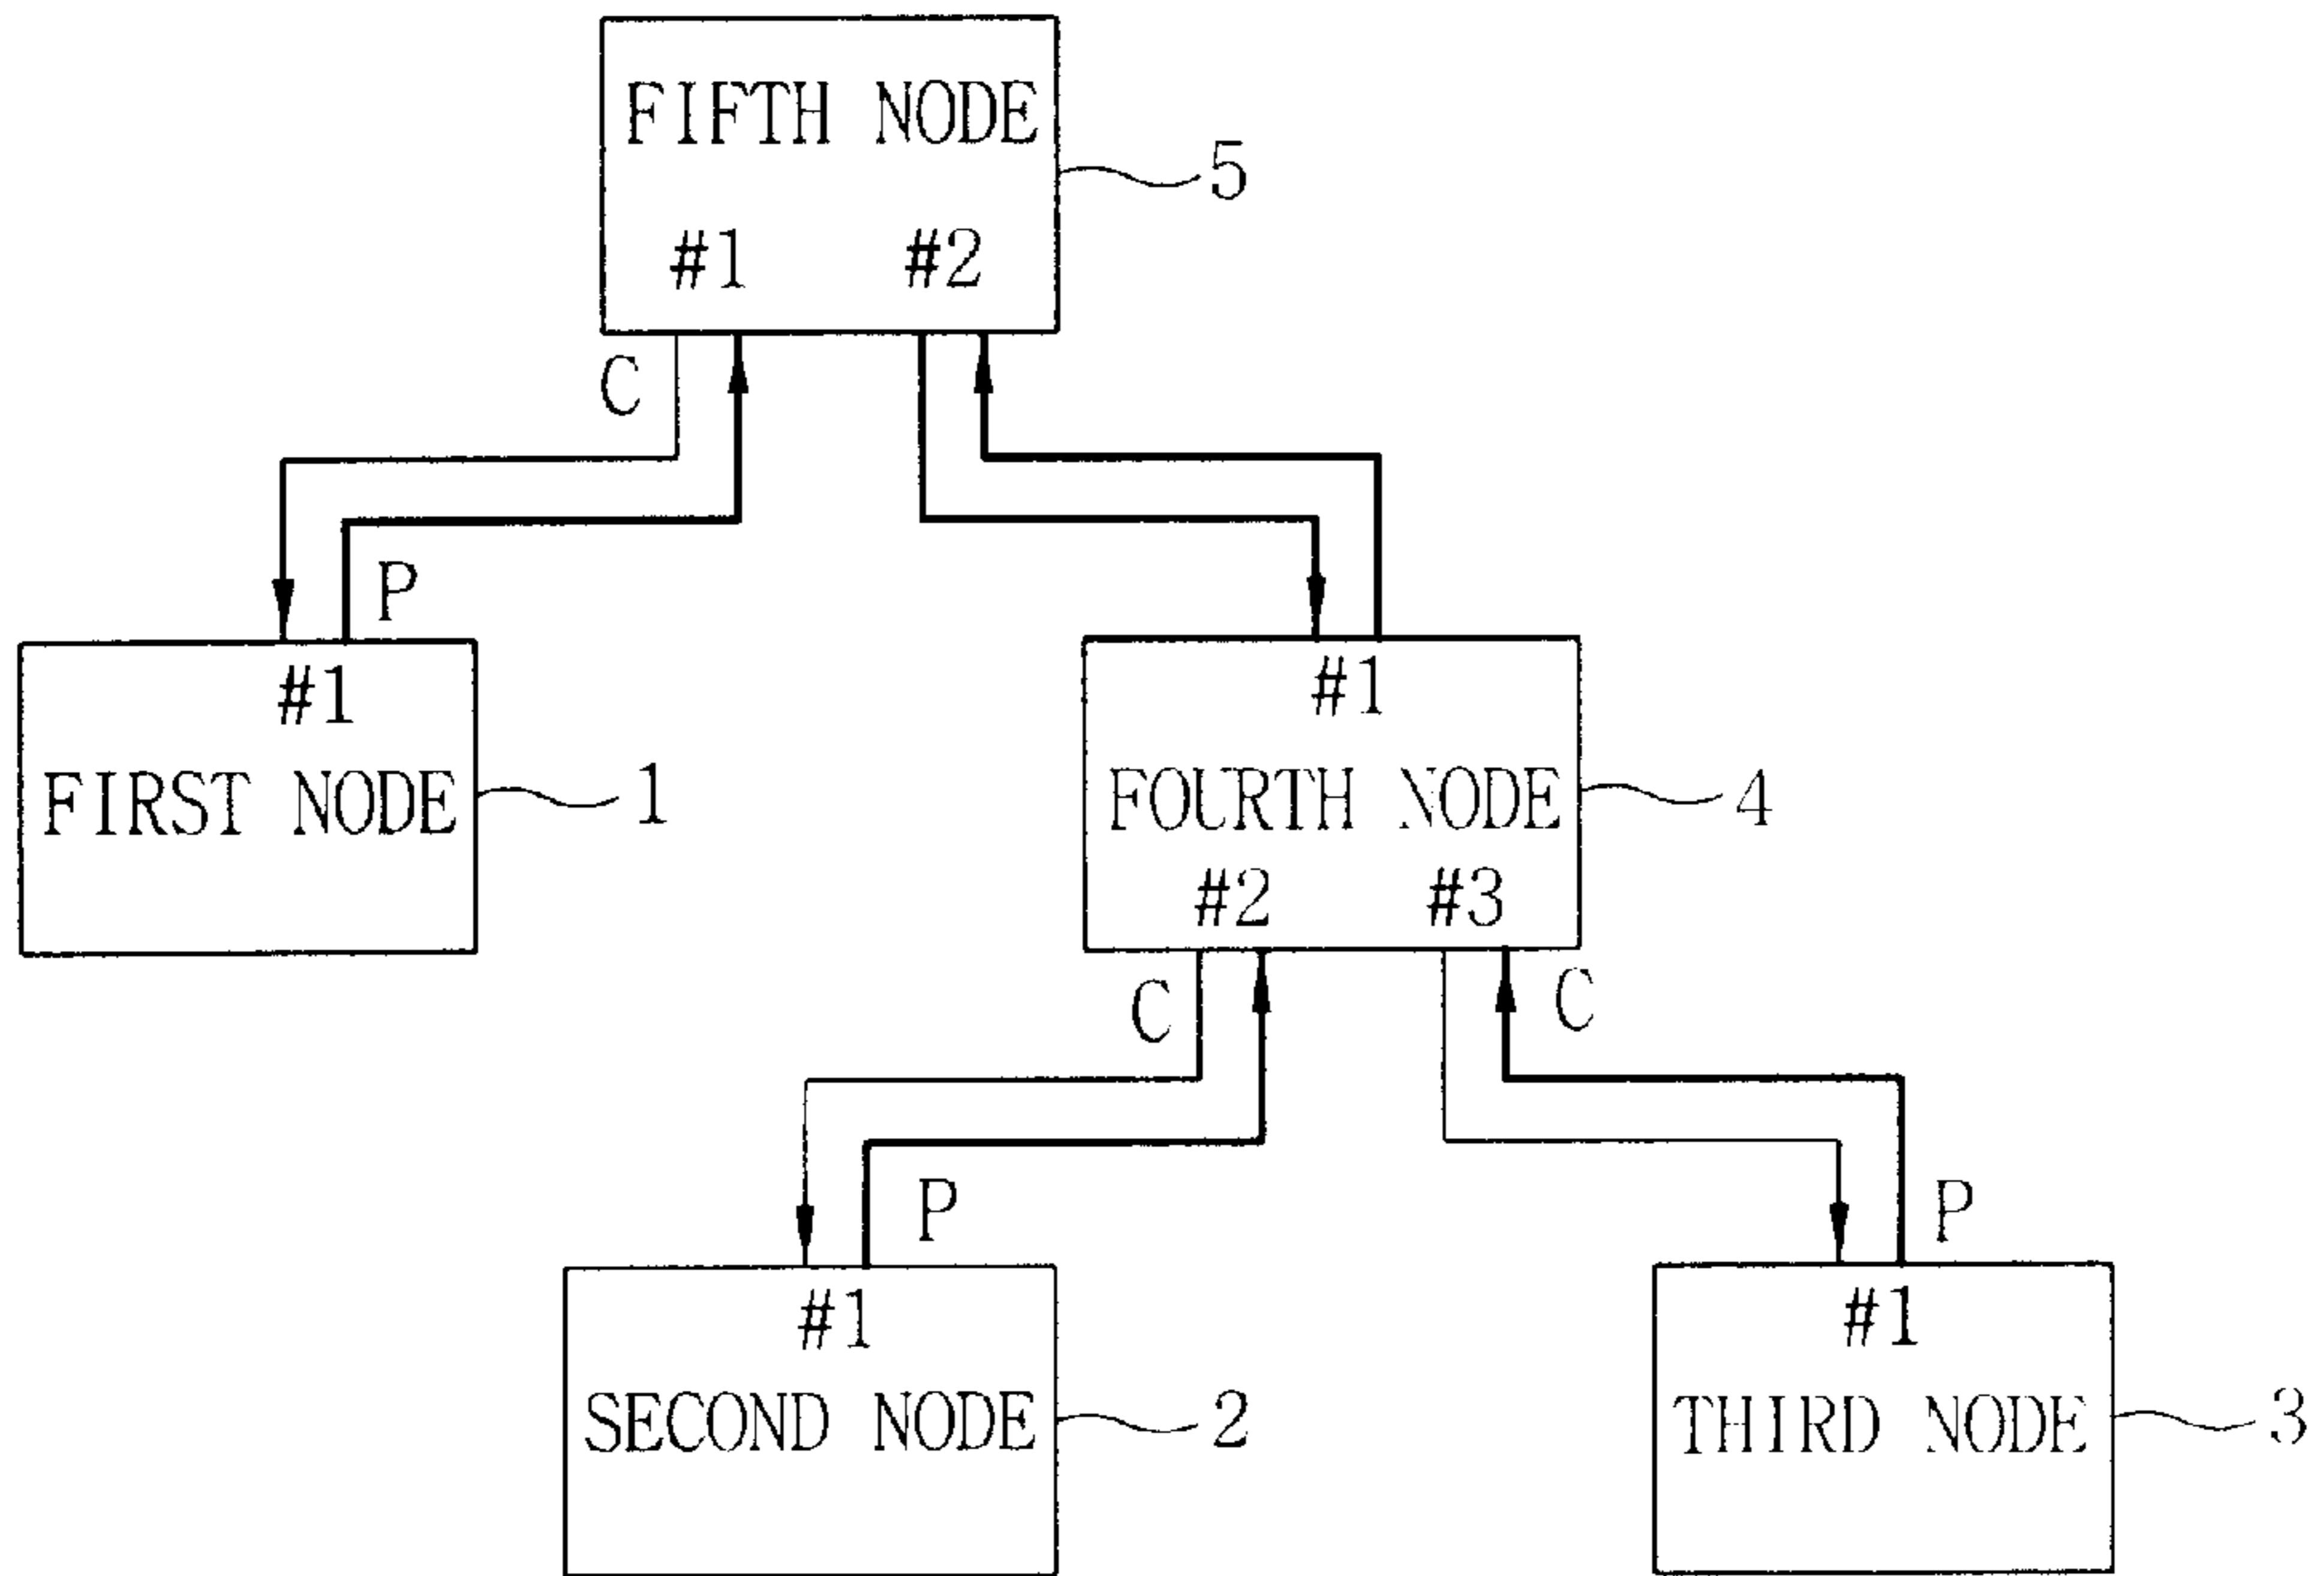 FIFTH NODE
5
#1 #2
C
P
#1
#1
FIRST NODE
1
FOURTH NODE
4
#2 #3
C
C
P
P
#1
#1
SECOND NODE
2
THIRD NODE
3